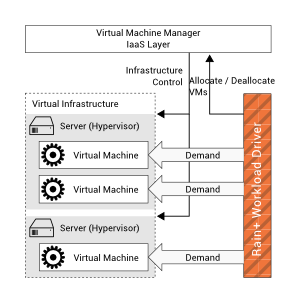 Virtual Machine Manager
IaaS Layer
Infrastructure
Control
Allocate / Deallocate
VMs
Virtual Infrastructure
Server (Hypervisor)
Virtual Machine
Demand
Virtual Machine
Demand
Server (Hypervisor)
Virtual Machine
Demand
Rain+ Workload Driver